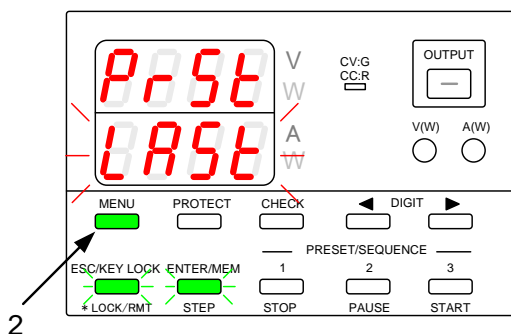 PrSt V
W
CV:G
CC:R
OUTPUT
LASt A
W
V(W) A(W)
MENU PROTECT CHECK ◀ DIGIT ▶
PRESET/SEQUENCE
ESC/KEY LOCK ENTER/MEM 1 2 3
2
* LOCK/RMT STEP STOP PAUSE START